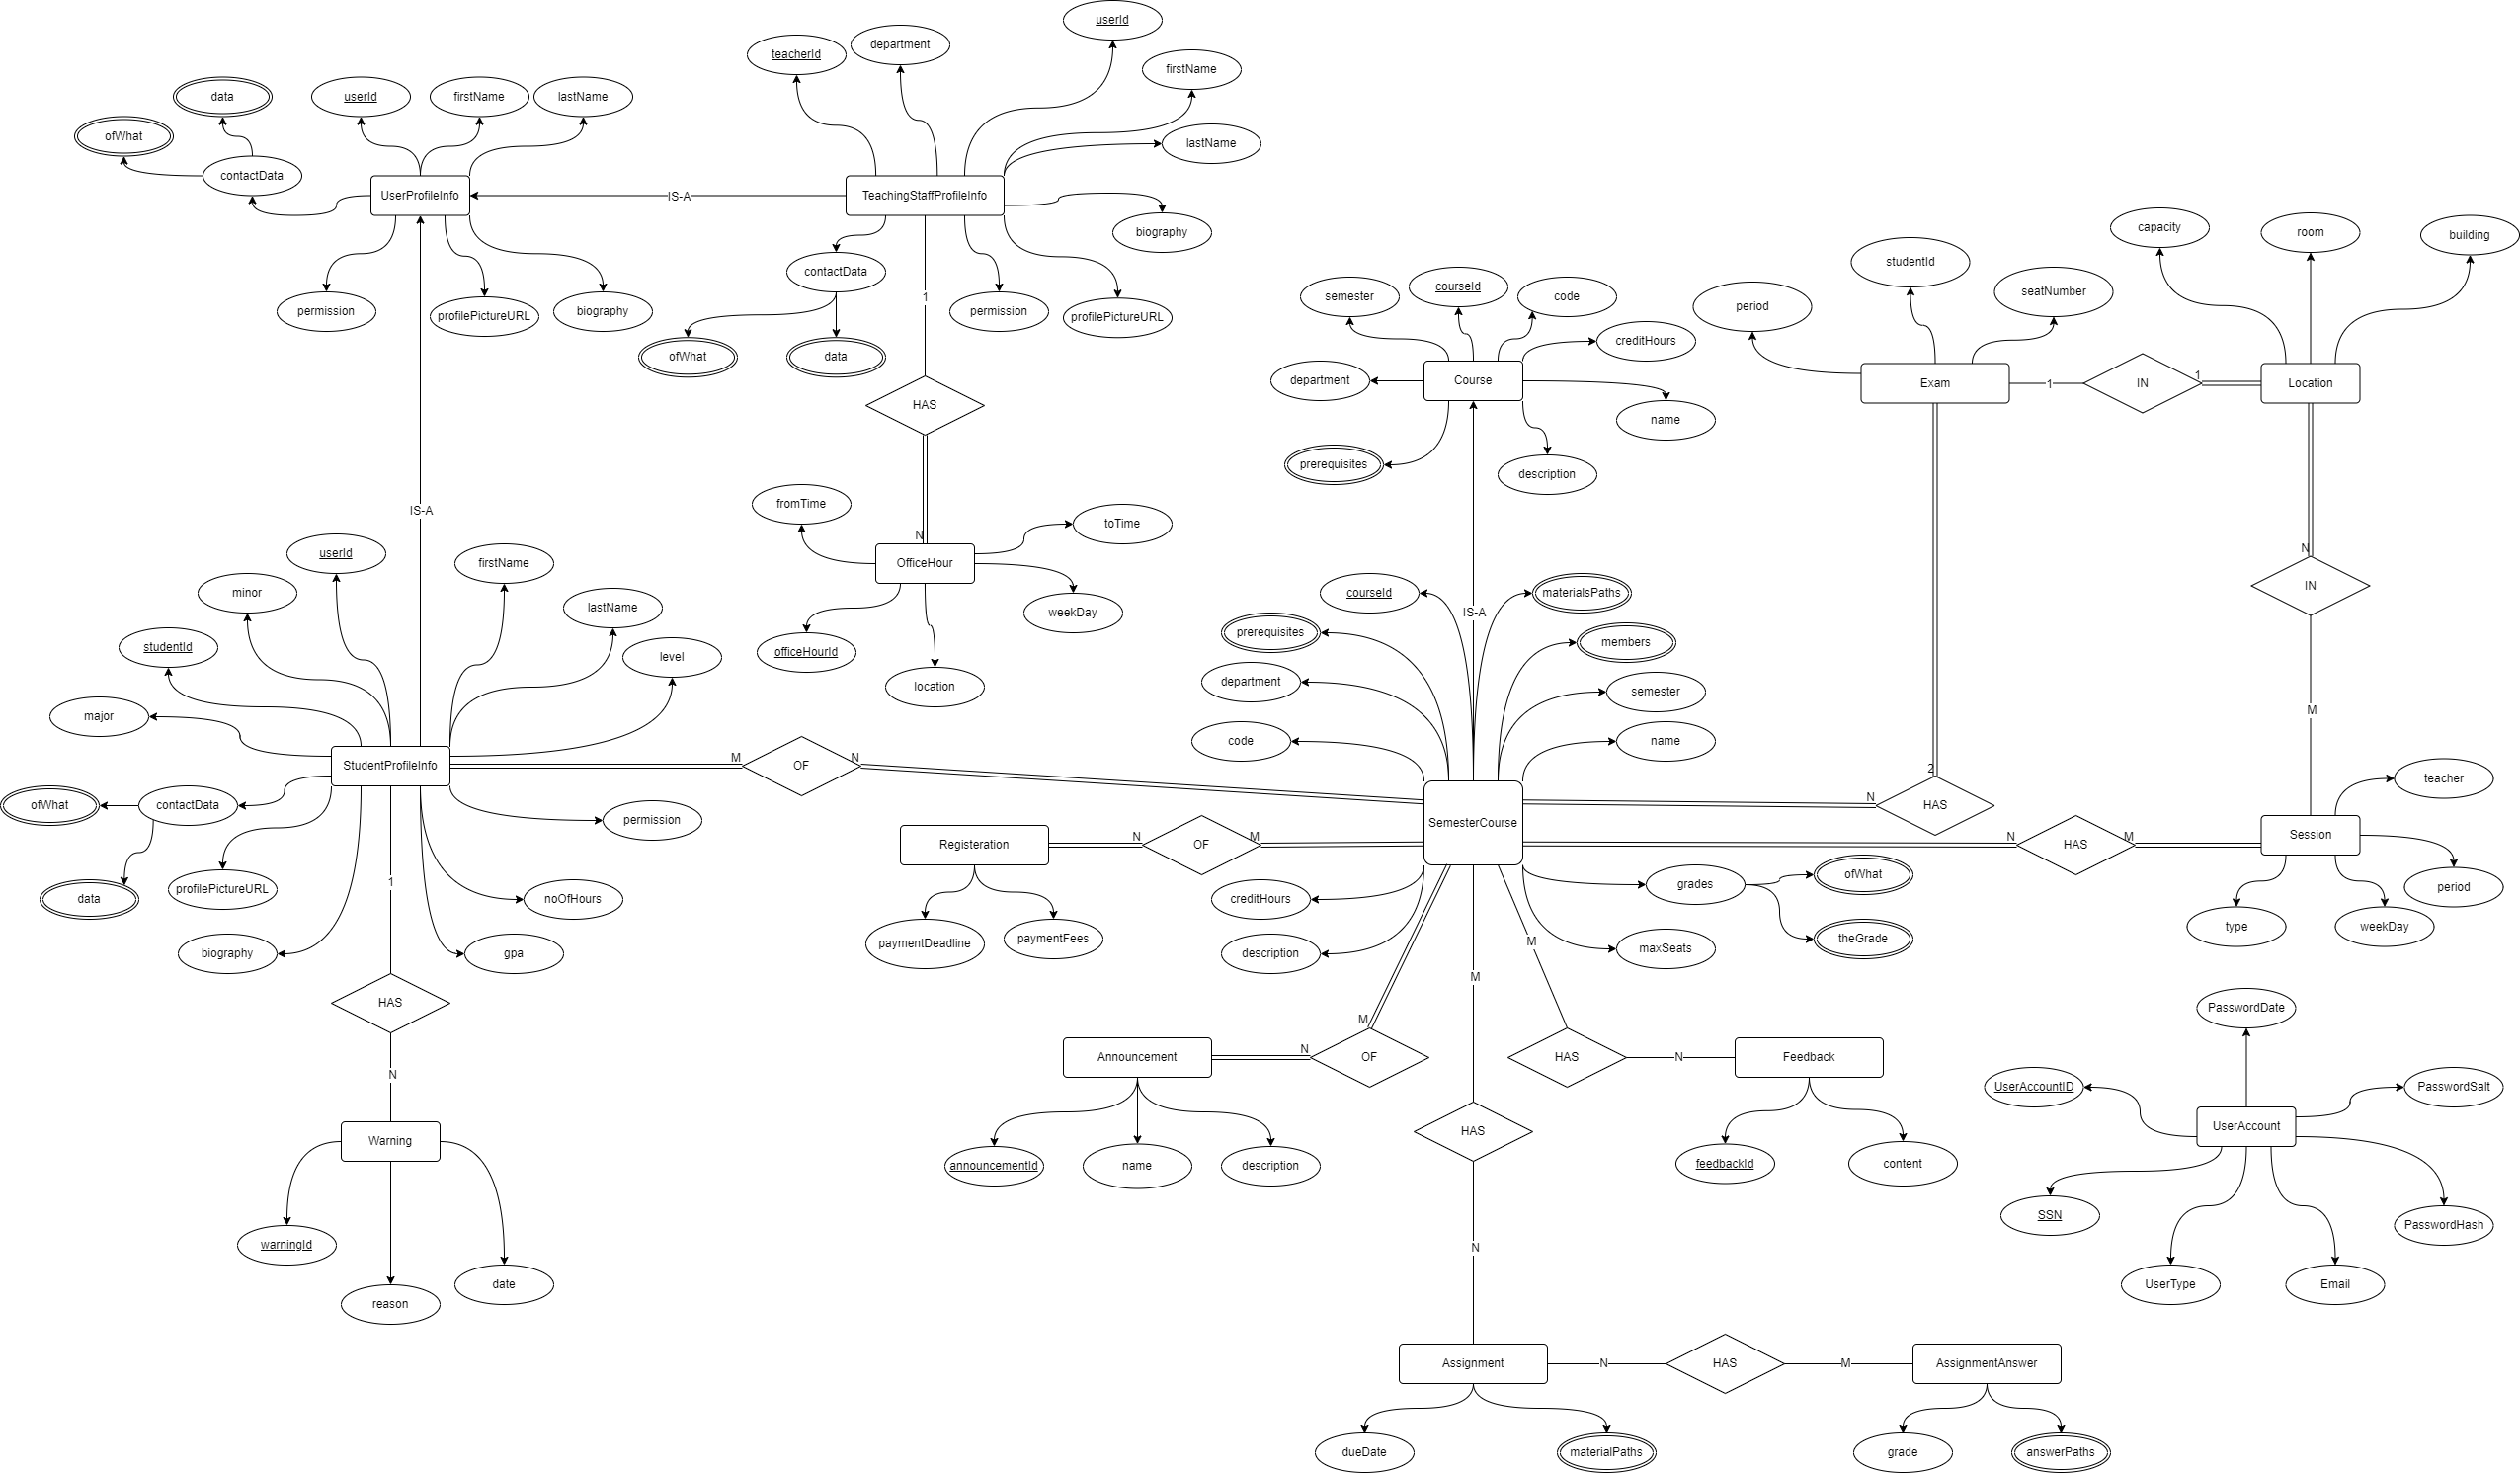 userId
teacherId
department
firstName
lastName
data
userId
firstName
lastName
ofWhat
contactData
UserProfileInfo
IS-A
TeachingStaffProfileInfo
biography
permission
profilePictureURL
biography
contactData
1
permission
profilePictureURL
ofWhat
data
HAS
N
capacity
room
building
studentId
seatNumber
period
semester
courseId
code
creditHours
department
Course
name
prerequisites
description
Exam
1
IN
1
Location
IS-A
fromTime
toTime
OfficeHour
weekDay
officeHourId
location
N
IN
M
userId
firstName
minor
lastName
studentId
level
major
StudentProfileInfo
M
OF
N
ofWhat
contactData
permission
data
profilePictureURL
1
noOfHours
biography
gpa
HAS
N
Warning
warningId
date
reason
IS-A
courseId
materialsPaths
prerequisites
members
department
semester
code
name
SemesterCourse
2
N
HAS
Registeration
N
OF
M
N
HAS
M
Session
teacher
type
weekDay
period
paymentDeadline
paymentFees
creditHours
description
grades
ofWhat
theGrade
maxSeats
M
M
M
Announcement
N
OF
HAS
N
Feedback
announcementId
name
description
feedbackId
content
HAS
N
PasswordDate
UserAccountID
PasswordSalt
UserAccount
SSN
PasswordHash
UserType
Email
Assignment
N
HAS
M
AssignmentAnswer
dueDate
materialPaths
grade
answerPaths